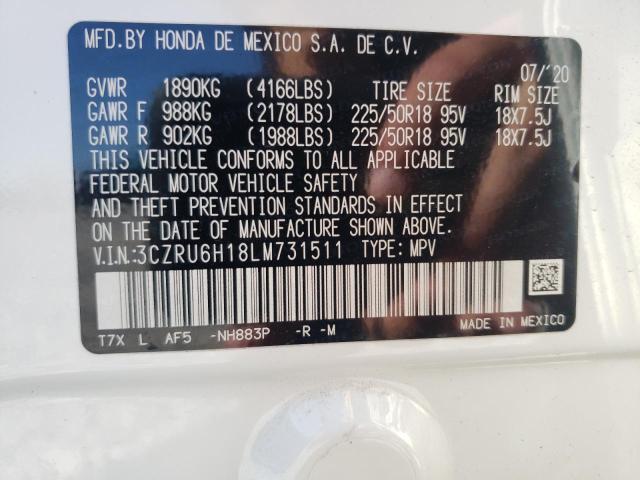 MFD.BY HONDA DE MEXICO S.A. DE C.V.
07/'20
GVWR 1890KG (4166LBS) TIRE SIZE RIM SIZE
GAWR F 988KG (2178LBS) 225/50R18 95V 18X7.5J
GAWR R 902KG (1988LBS) 225/50R18 95V 18X7.5J
THIS VEHICLE CONFORMS TO ALL APPLICABLE
FEDERAL MOTOR VEHICLE SAFETY
AND THEFT PREVENTION STANDARDS IN EFFECT
ON THE DATE OF MANUFACTURE SHOWN ABOVE.
V.I.N.:3CZRU6H18LM731511 TYPE: MPV
T7X L AF5 -NH883P -R -M MADE IN MEXICO